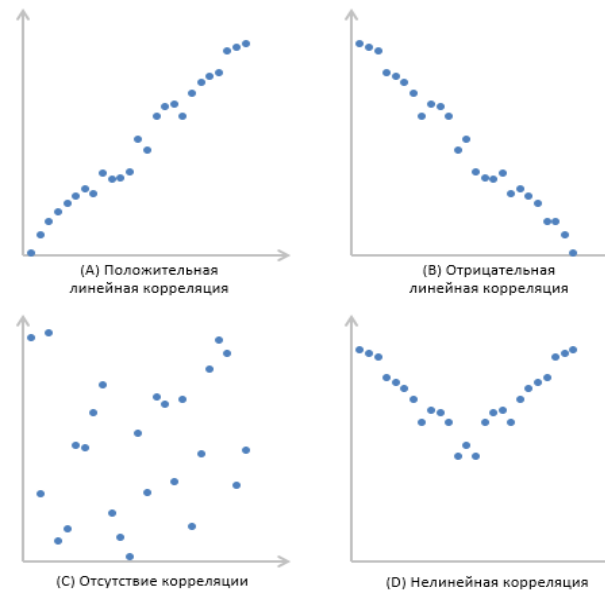 (A) Положительная
линейная корреляция
(B) Отрицательная
линейная корреляция
(C) Отсутствие корреляции
(D) Нелинейная корреляция